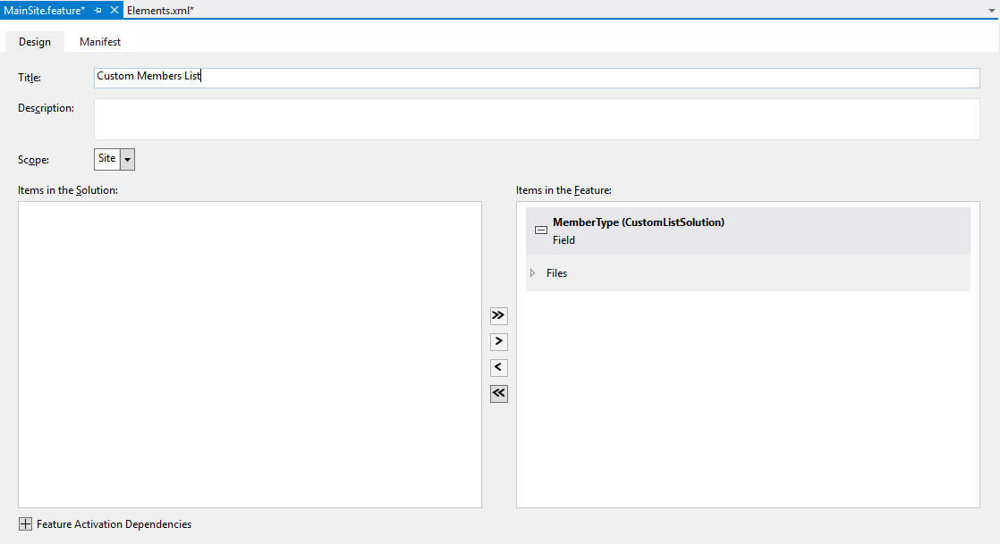 MainSite.feature* Elements.xml*
Design Manifest
Title: Custom Members List
Description:
Scope: Site
Items in the Solution: Items in the Feature:
MemberType (CustomListSolution)
Field
Files
>>
>
<
<<
Feature Activation Dependencies